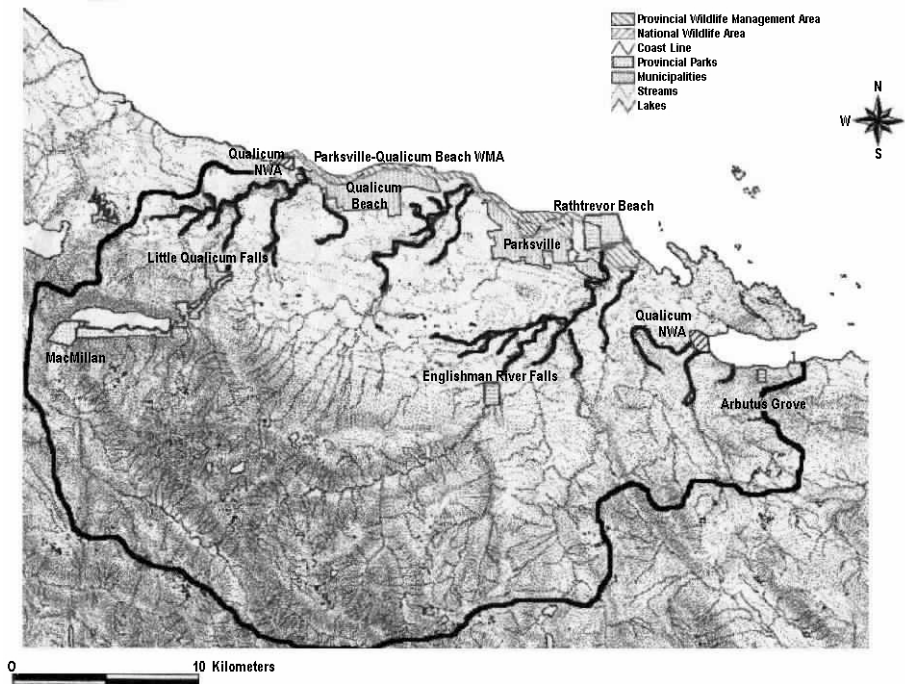 Provincial Wildlife Management Area
National Wildlife Area
Coast Line
Provincial Parks
Municipalities
Streams
Lakes
N
W
S
Qualicum
NWA
Parksville-Qualicum Beach WMA
Qualicum
Beach
Rathtrevor Beach
Parksville
Little Qualicum Falls
Qualicum
NWA
MacMillan
Englishman River Falls
Arbutus Grove
0
10 Kilometers